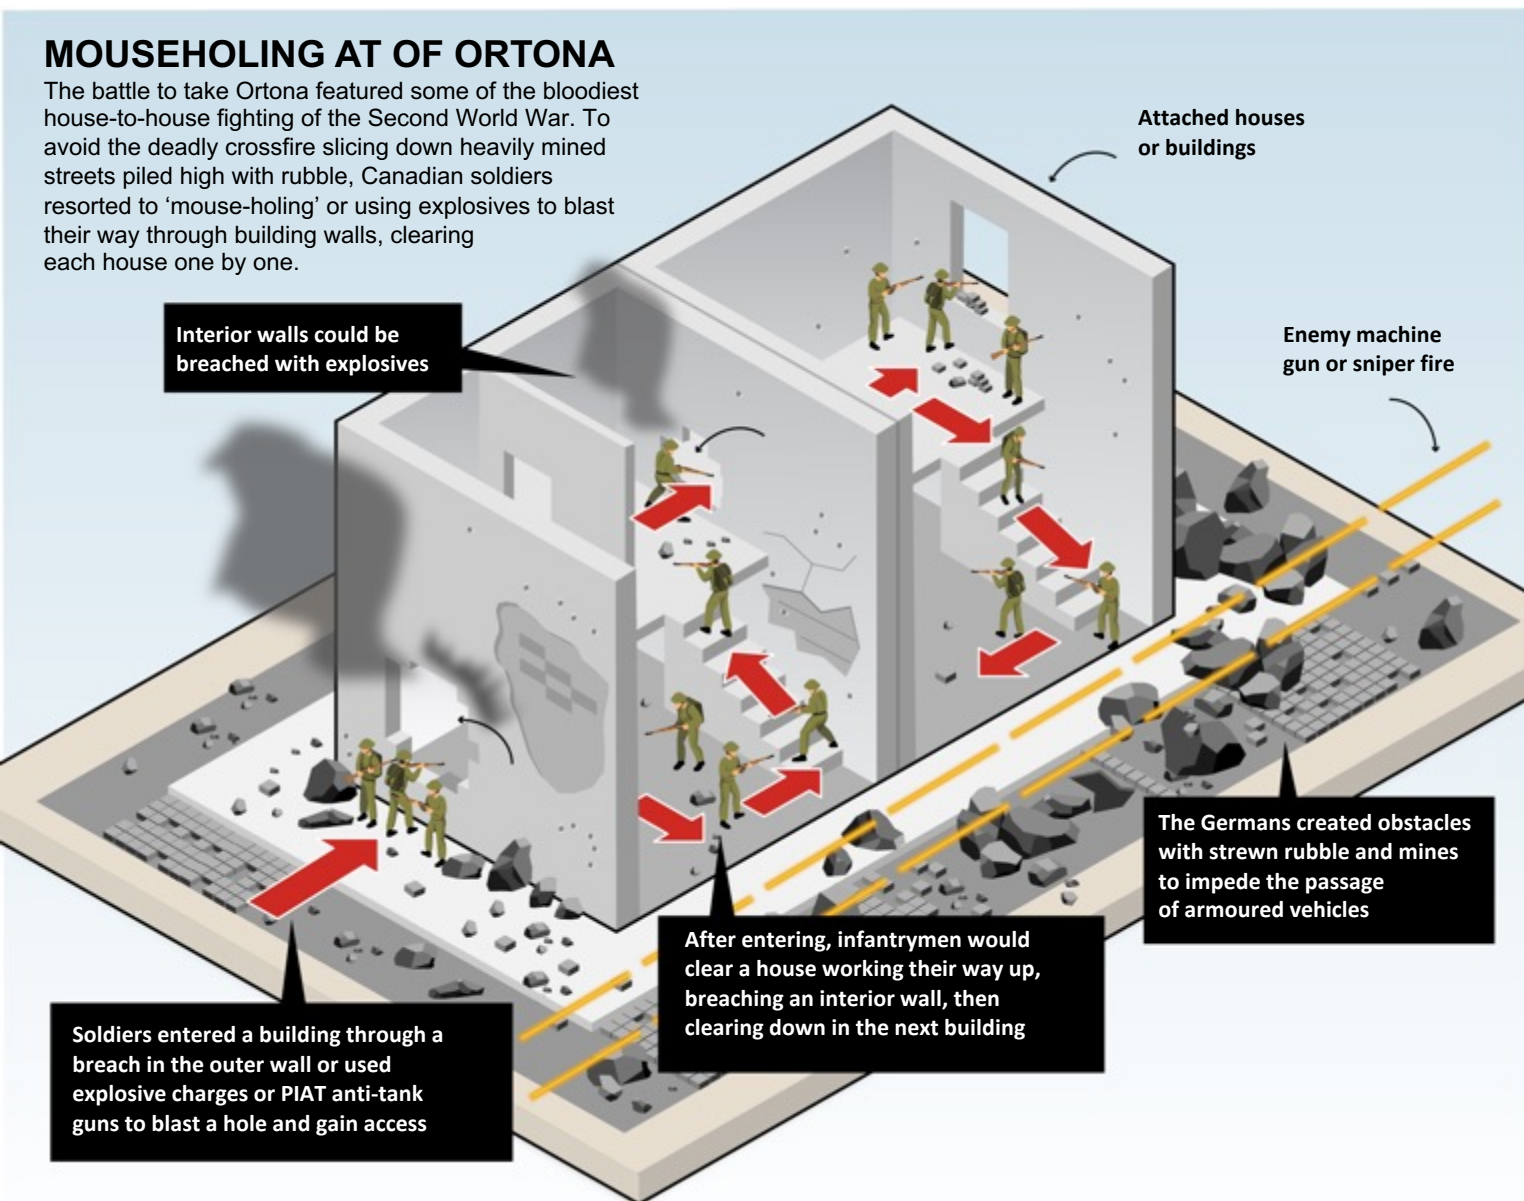 MOUSEHOLING AT OF ORTONA
The battle to take Ortona featured some of the bloodiest
house-to-house fighting of the Second World War. To
avoid the deadly crossfire slicing down heavily mined
streets piled high with rubble, Canadian soldiers
resorted to ‘mouse-holing’ or using explosives to blast
their way through building walls, clearing
each house one by one.
Attached houses
or buildings
Interior walls could be
breached with explosives
Enemy machine
gun or sniper fire
The Germans created obstacles
with strewn rubble and mines
to impede the passage
of armoured vehicles
After entering, infantrymen would
clear a house working their way up,
breaching an interior wall, then
clearing down in the next building
Soldiers entered a building through a
breach in the outer wall or used
explosive charges or PIAT anti-tank
guns to blast a hole and gain access